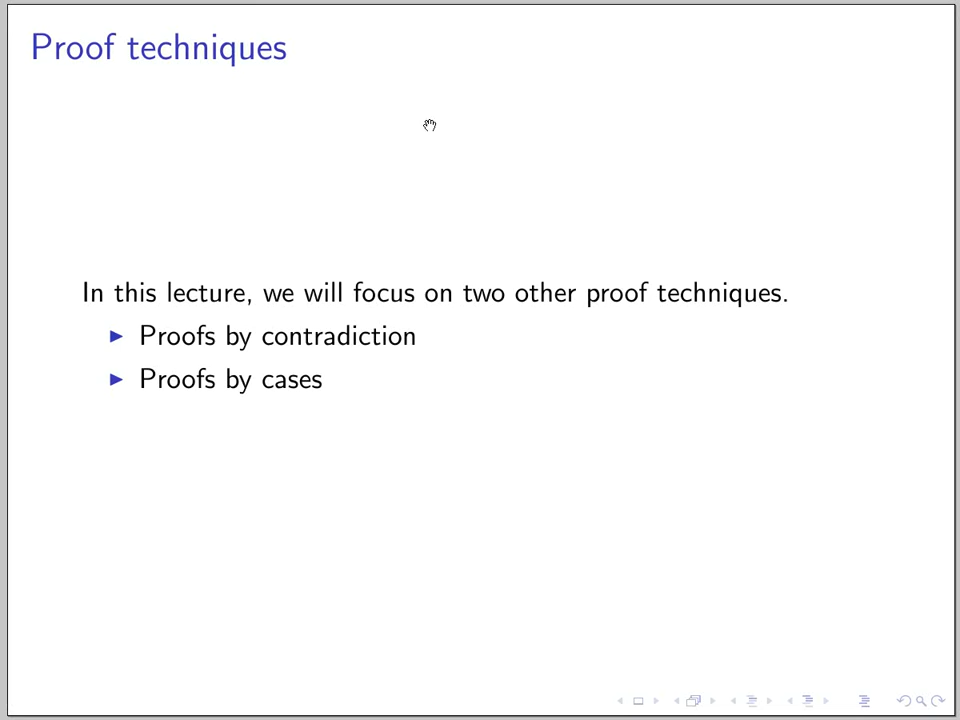 Proof techniques
In this lecture, we will focus on two other proof techniques.
Proofs by contradiction
Proofs by cases